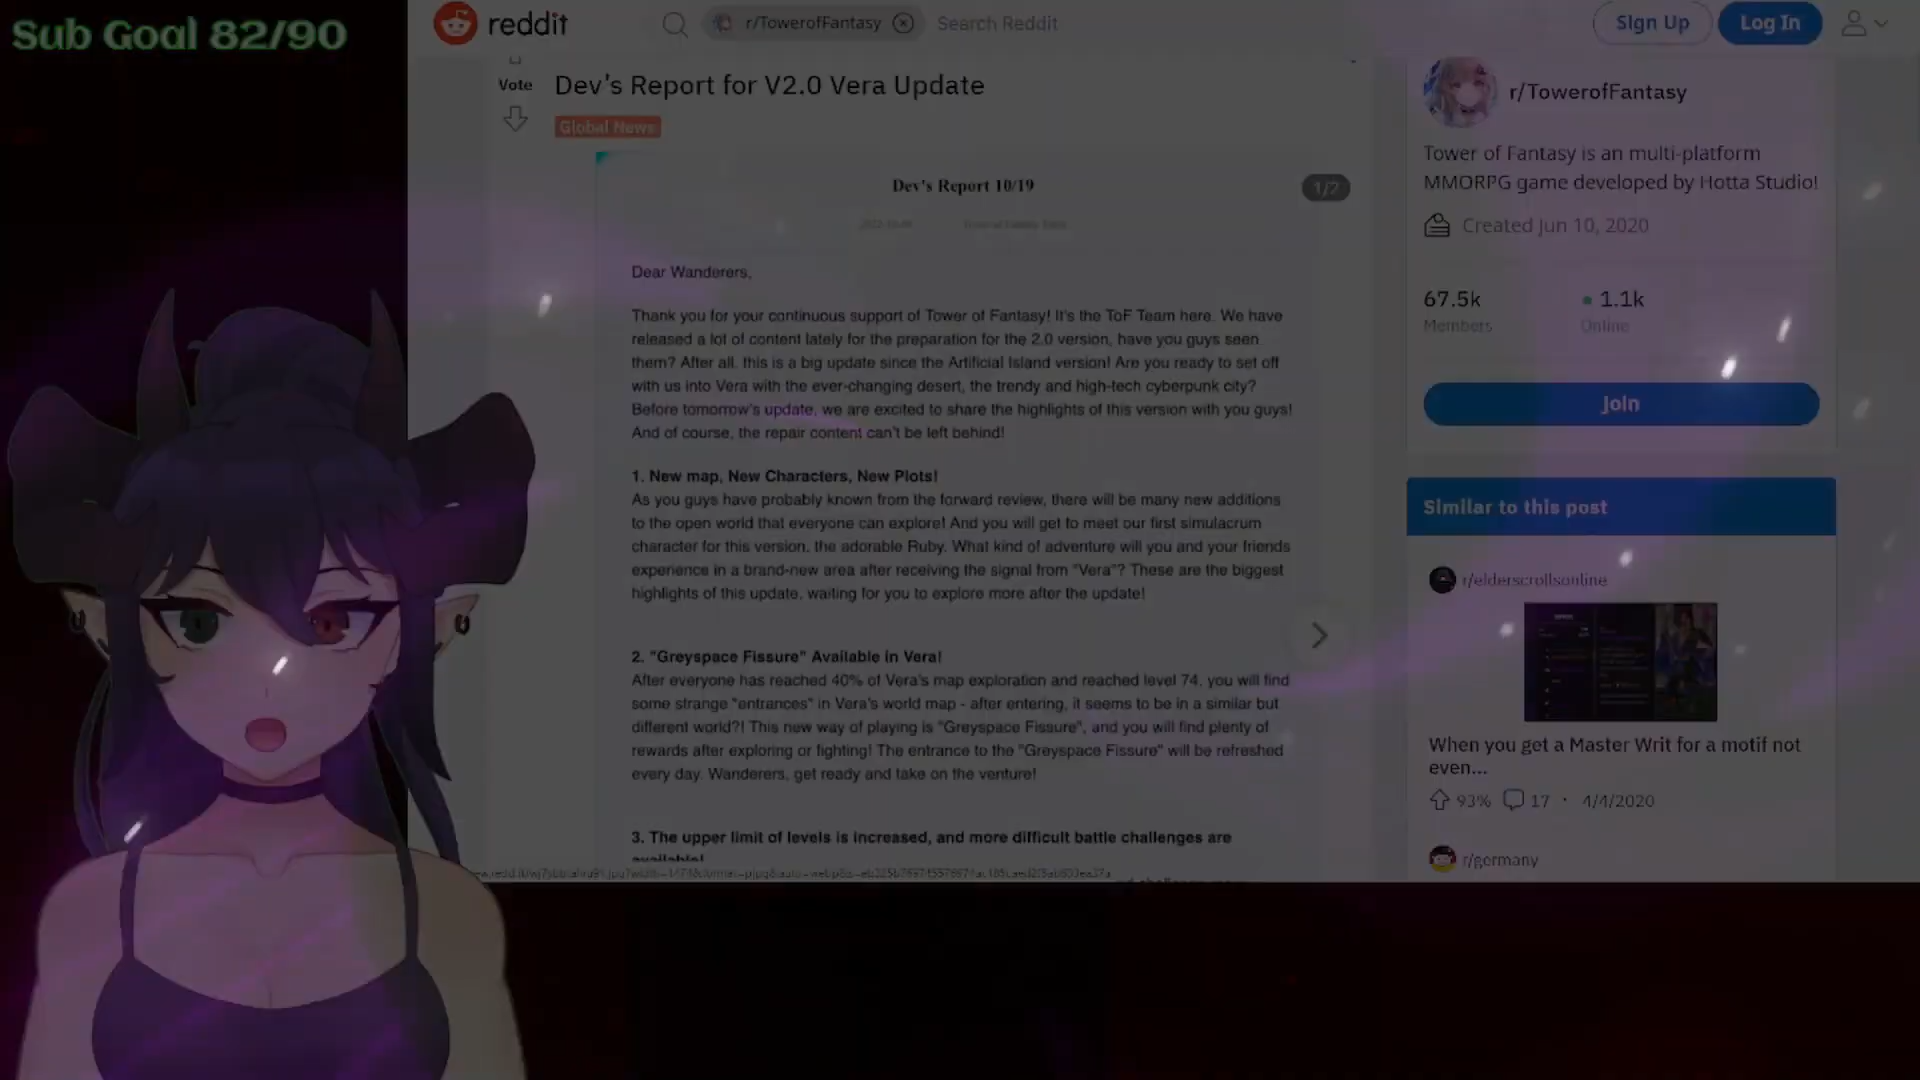 Sub Goal 82/90
reddit
r/TowerofFantasy
Search Reddit
Sign Up
Log In
Vote
Dev's Report for V2.0 Vera Update
Global News
Dev's Report 10/19
1/2
Dear Wanderers,
Thank you for your continuous support of Tower of Fantasy! It's the ToF Team here. We have
released a lot of content lately for the preparation for the 2.0 version, have you guys seen
them? After all, this is a big update since the Artificial Island version! Are you ready to set off
with us into Vera with the ever-changing desert, the trendy and high-tech cyberpunk city?
Before tomorrow's update, we are excited to share the highlights of this version with you guys!
And of course, the repair content can't be left behind!
1. New map, New Characters, New Plots!
As you guys have probably known from the forward review, there will be many new additions
to the open world that everyone can explore! And you will get to meet our first simulacrum
character for this version, the adorable Ruby. What kind of adventure will you and your friends
experience in a brand-new area after receiving the signal from "Vera"? These are the biggest
highlights of this update, waiting for you to explore more after the update!
2. "Greyspace Fissure" Available in Vera!
After everyone has reached 40% of Vera's map exploration and reached level 74, you will find
some strange "entrances" in Vera's world map - after entering, it seems to be in a similar but
different world?! This new way of playing is "Greyspace Fissure", and you will find plenty of
rewards after exploring or fighting! The entrance to the "Greyspace Fissure" will be refreshed
every day. Wanderers, get ready and take on the venture!
3. The upper limit of levels is increased, and more difficult battle challenges are
available!
r/TowerofFantasy
Tower of Fantasy is an multi-platform
MMORPG game developed by Hotta Studio!
Created Jun 10, 2020
67.5k
1.1k
Members
Online
Join
Similar to this post
r/elderscrollsonline
When you get a Master Writ for a motif not
even...
93% 17 · 4/4/2020
r/germany